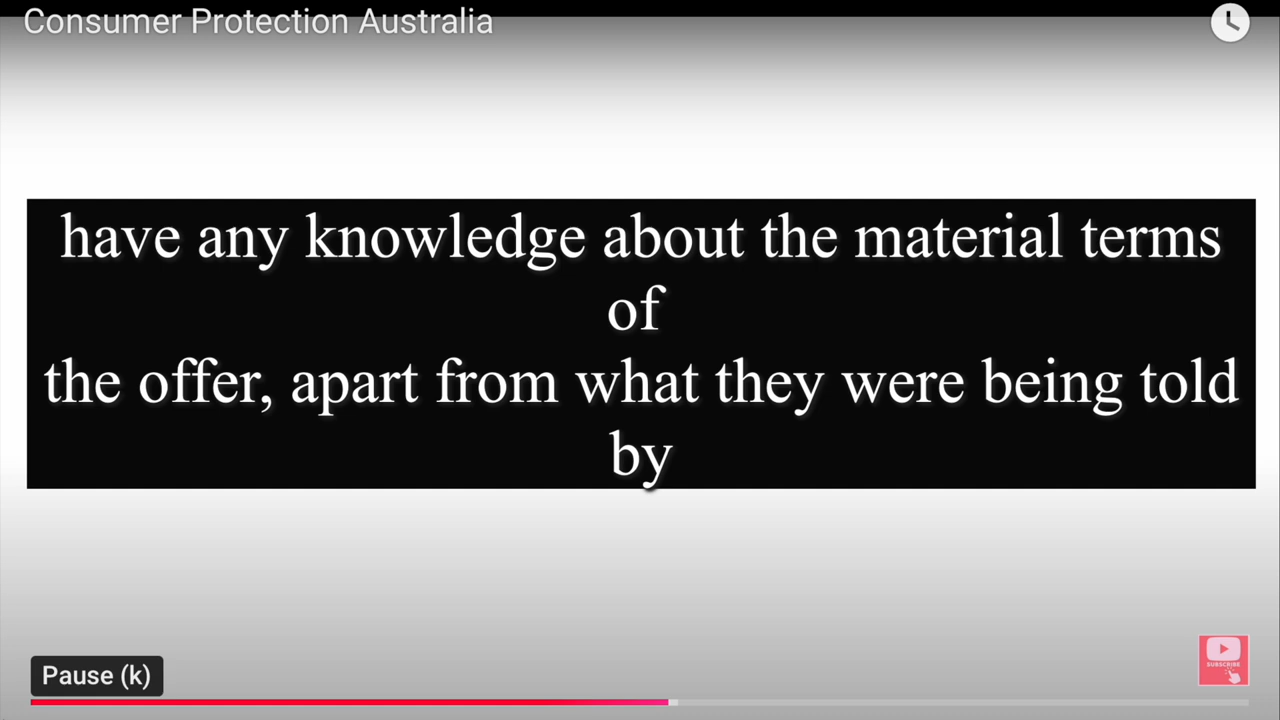 Consumer Protection Australia
have any knowledge about the material terms
of
the offer, apart from what they were being told
by
SUBSCRIBE
Pause (k)